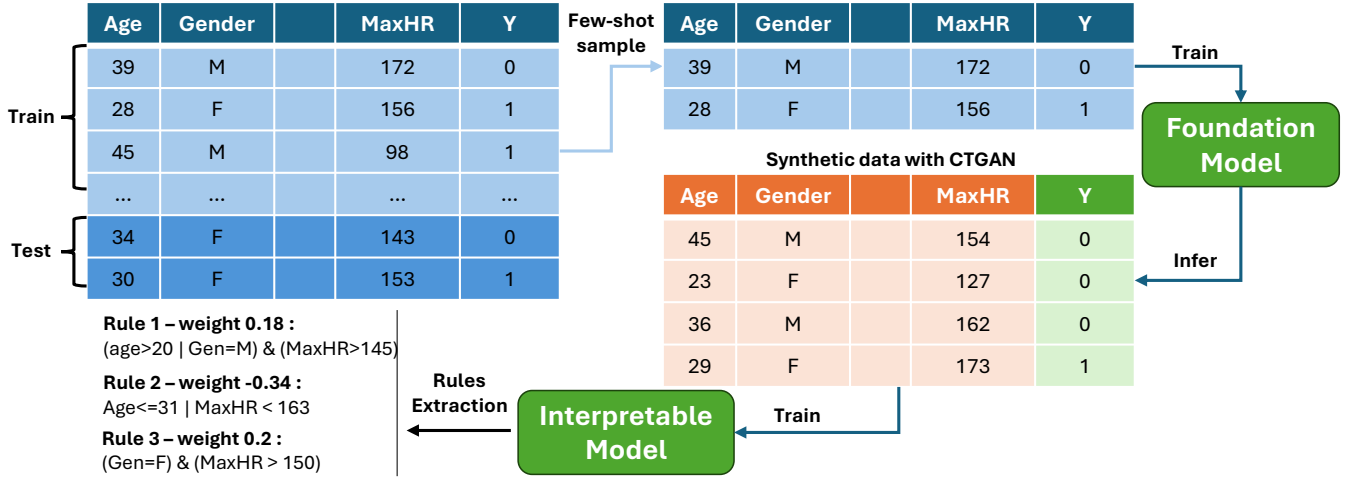 Age Gender MaxHR Y
39 M 172 0
28 F 156 1
45 M 98 1
... ... ... ...
34 F 143 0
30 F 153 1
Train
Test
Few-shot
sample
Age Gender MaxHR Y
39 M 172 0
28 F 156 1
Train
Foundation
Model
Infer
Synthetic data with CTGAN
Age Gender MaxHR Y
45 M 154 0
23 F 127 0
36 M 162 0
29 F 173 1
Train
Interpretable
Model
Rules
Extraction
Rule 1 – weight 0.18 :
(age>20 | Gen=M) & (MaxHR>145)
Rule 2 – weight -0.34 :
Age<=31 | MaxHR < 163
Rule 3 – weight 0.2 :
(Gen=F) & (MaxHR > 150)